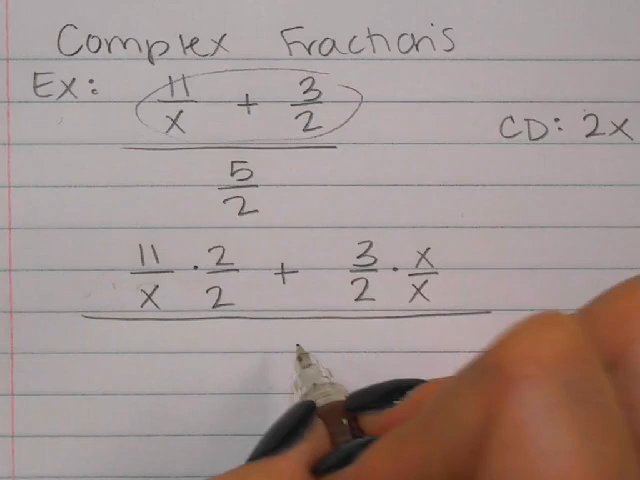 Complex Fractions
Ex: 11/x + 3/2
CD: 2x
5/2
11/x · 2/2 + 3/2 · x/x